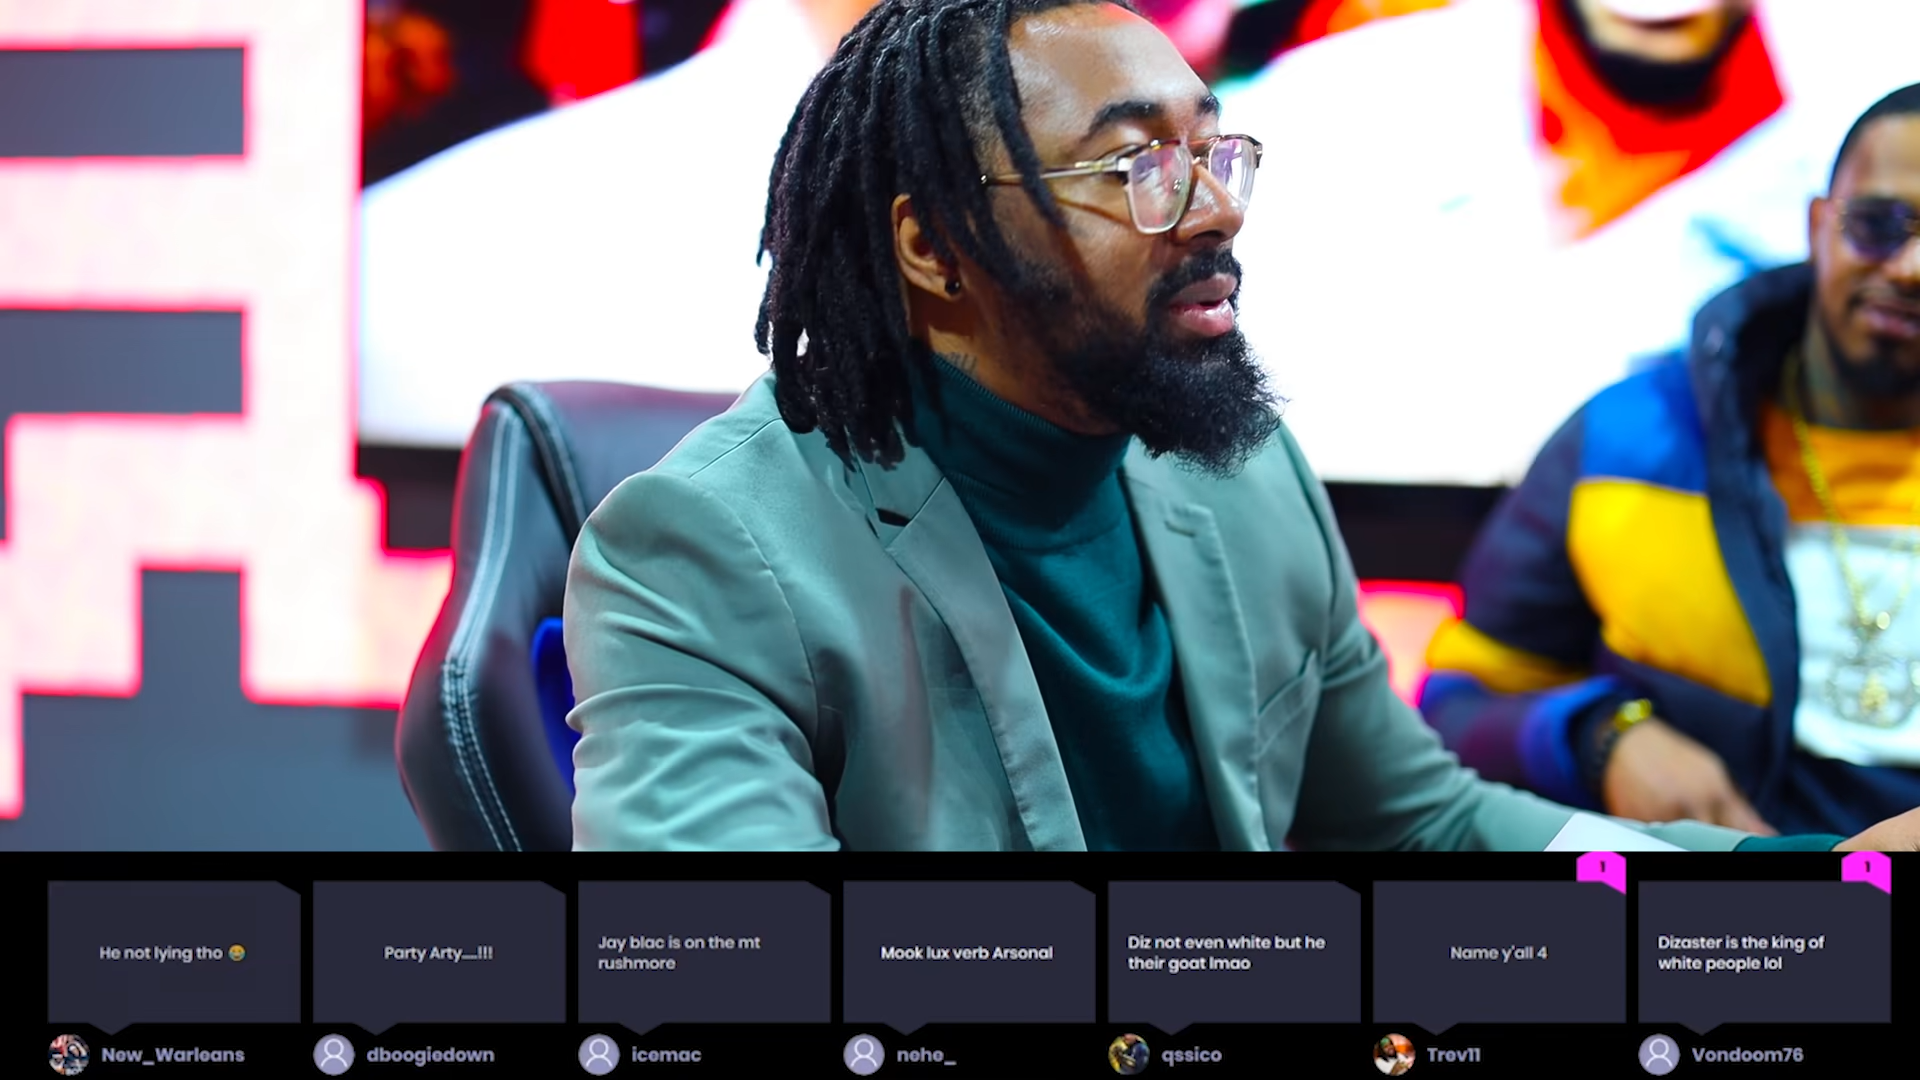 1
1
He not lying tho 😂
Party Arty....!!!
Jay blac is on the mt
rushmore
Mook lux verb Arsonal
Diz not even white but he
their goat lmao
Name y'all 4
Dizaster is the king of
white people lol
New_Warleans
dboogiedown
icemac
nehe_
qssico
Trev11
Vondoom76